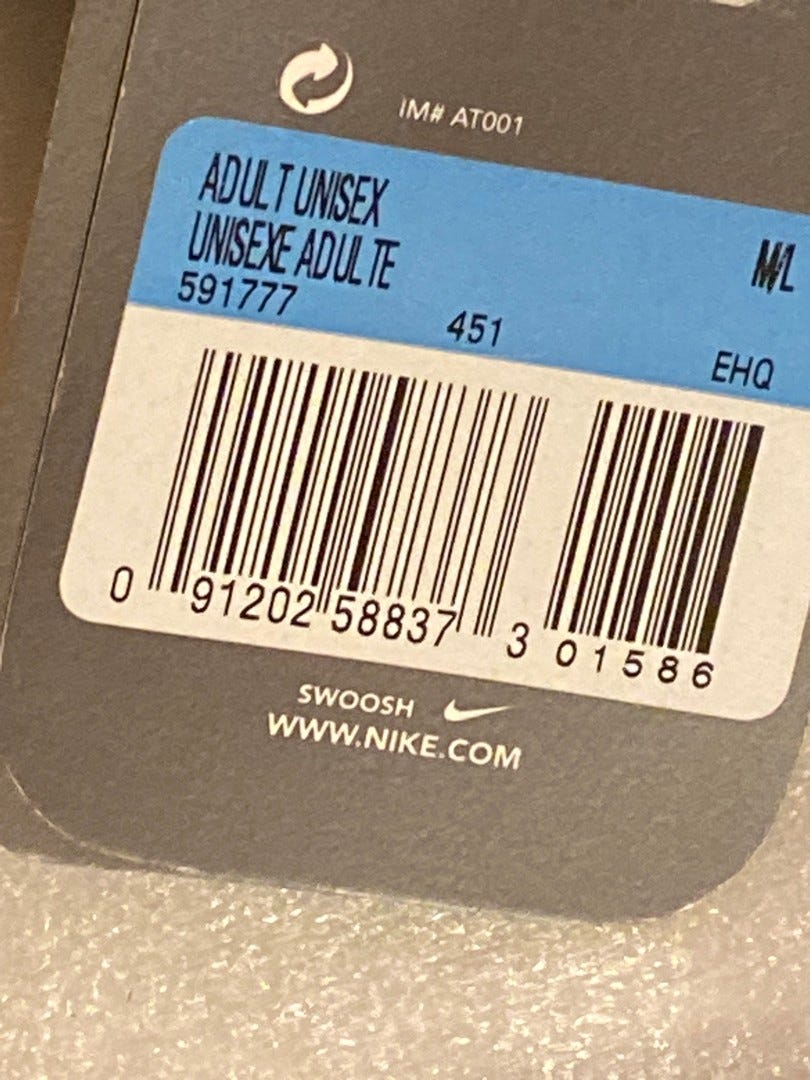 IM# AT001
ADULT UNISEX
UNISEXE ADULTE
M/L
591777
451
EHQ
0 91202 58837 3 01586
SWOOSH
WWW.NIKE.COM